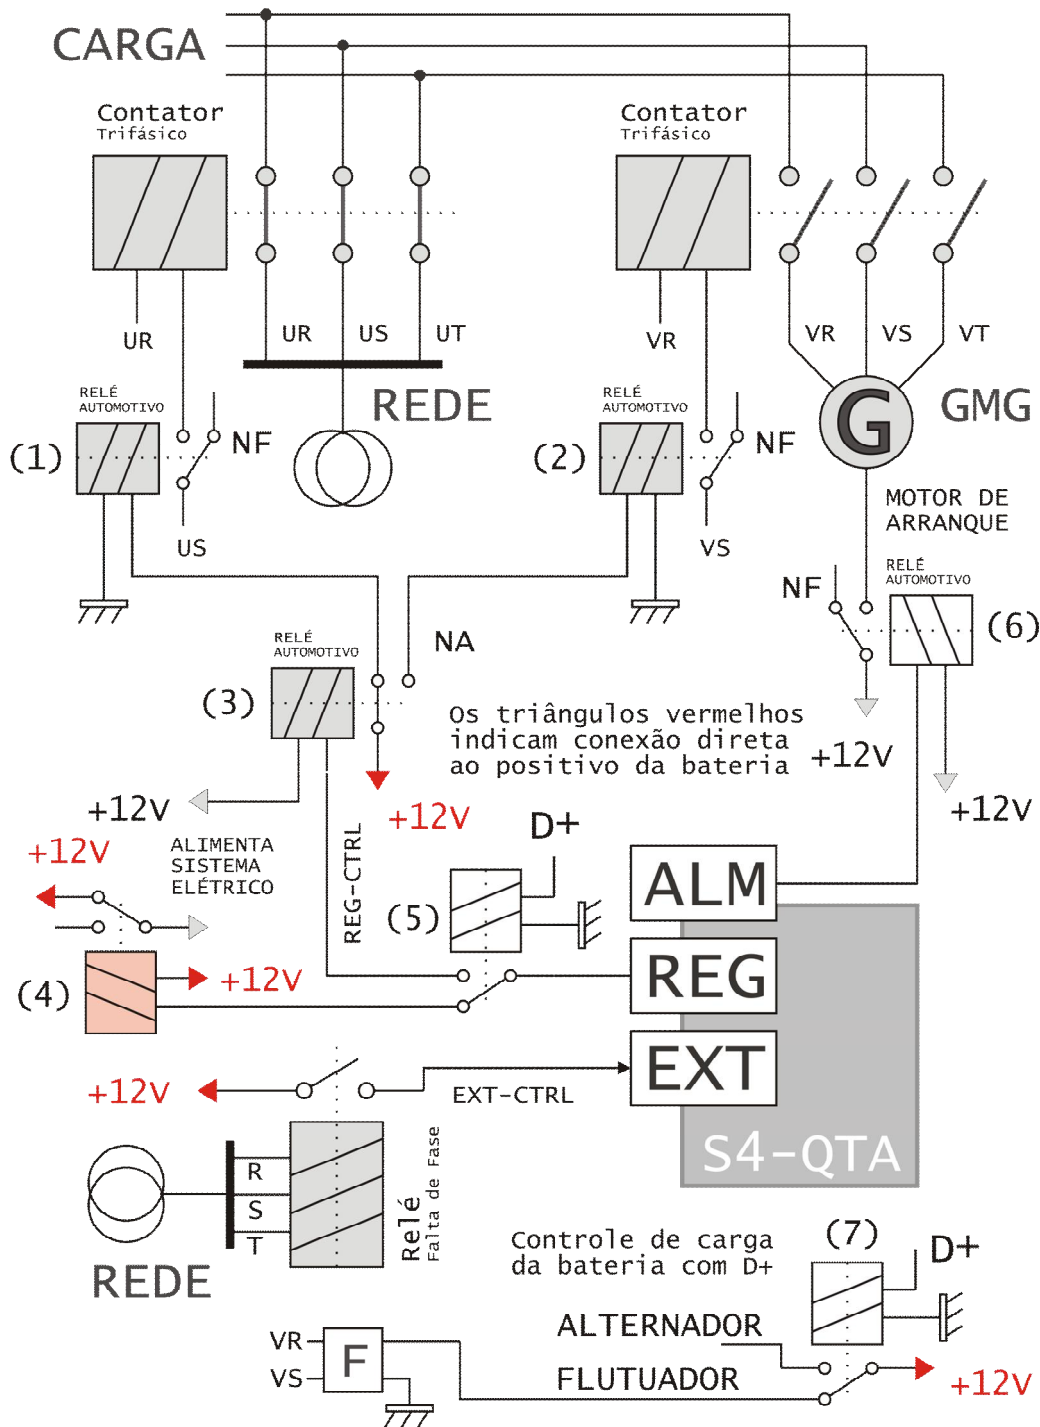 CARGA
Contator
Trifásico
Contator
Trifásico
UR
UR
US
UT
VR
VR
VS
VT
REDE
G
GMG
RELÉ
AUTOMOTIVO
(1)
NF
US
RELÉ
AUTOMOTIVO
(2)
NF
VS
MOTOR DE
ARRANQUE
RELÉ
AUTOMOTIVO
NF
(6)
RELÉ
AUTOMOTIVO
NA
(3)
Os triângulos vermelhos
indicam conexão direta
ao positivo da bateria
+12V
+12V
+12V
+12V
REG-CTRL
+12V
ALIMENTA
SISTEMA
ELÉTRICO
D+
(5)
ALM
REG
EXT
S4-QTA
(4)
+12V
+12V
EXT-CTRL
R
S
T
Relé
Falta de Fase
REDE
Controle de carga
da bateria com D+
(7)
D+
ALTERNADOR
FLUTUADOR
+12V
VR
VS
F